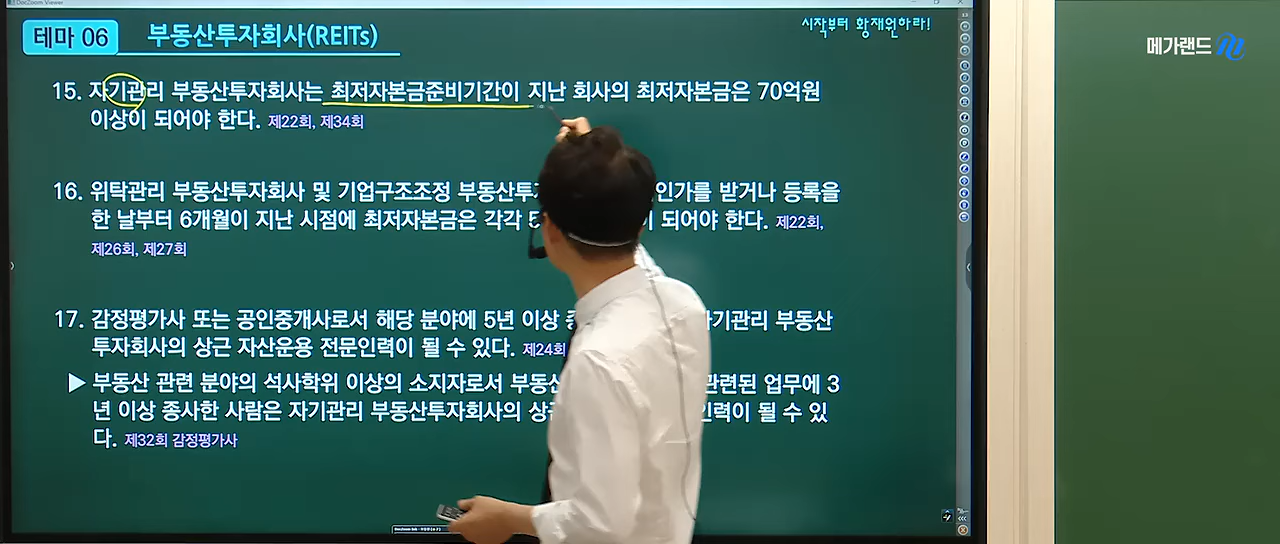 DocZoom Viewer
테마 06 부동산투자회사(REITs)
시작부터 황재원하라!
메가랜드
15. 자기관리 부동산투자회사는 최저자본금준비기간이 지난 회사의 최저자본금은 70억원
이상이 되어야 한다. 제22회, 제34회
16. 위탁관리 부동산투자회사 및 기업구조조정 부동산투 인가를 받거나 등록을
한 날부터 6개월이 지난 시점에 최저자본금은 각각 5 이 되어야 한다. 제22회,
제26회, 제27회
17. 감정평가사 또는 공인중개사로서 해당 분야에 5년 이상 자기관리 부동산
투자회사의 상근 자산운용 전문인력이 될 수 있다. 제24회
▶ 부동산 관련 분야의 석사학위 이상의 소지자로서 부동산 관련된 업무에 3
년 이상 종사한 사람은 자기관리 부동산투자회사의 상 인력이 될 수 있
다. 제32회 감정평가사